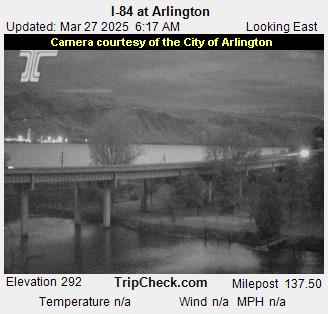 I-84 at Arlington
Updated: Mar 27 2025 6:17 AM Looking East
Camera courtesy of the City of Arlington
Elevation 292 TripCheck.com Milepost 137.50
Temperature n/a Wind n/a MPH n/a